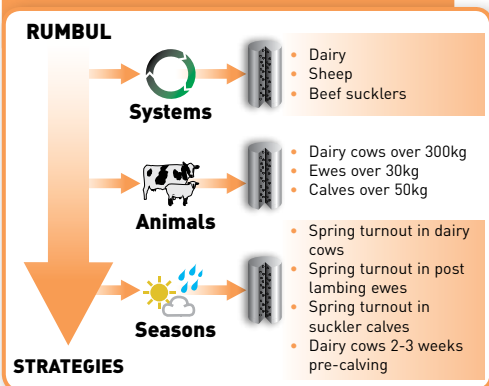 RUMBUL
Systems
• Dairy
• Sheep
• Beef sucklers
Animals
• Dairy cows over 300kg
• Ewes over 30kg
• Calves over 50kg
Seasons
• Spring turnout in dairy
cows
• Spring turnout in post
lambing ewes
• Spring turnout in
suckler calves
• Dairy cows 2-3 weeks
pre-calving
STRATEGIES